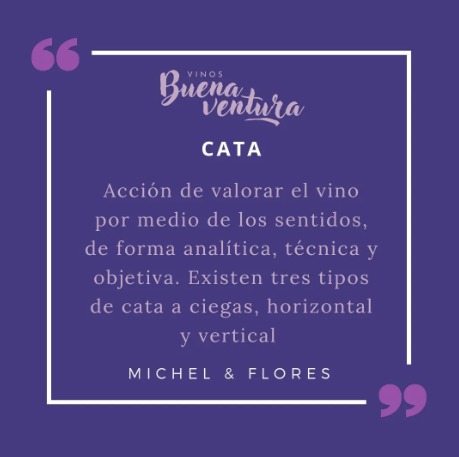 VINOS
Buena
ventura
CATA
Acción de valorar el vino
por medio de los sentidos,
de forma analítica, técnica y
objetiva. Existen tres tipos
de cata a ciegas, horizontal
y vertical
MICHEL & FLORES